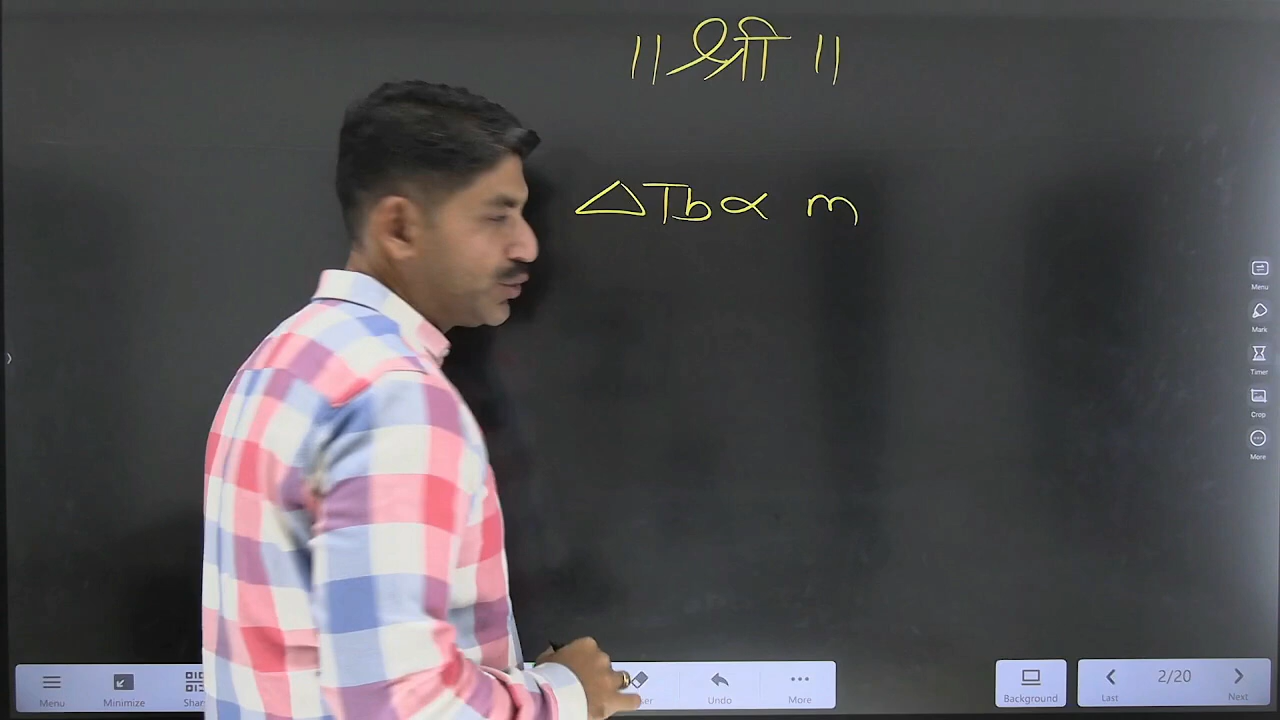 ॥ श्री ॥
ΔTb ∝ m
Menu
Mark
Timer
Crop
More
Menu
Minimize
Undo
More
Background
Last
2/20
Next